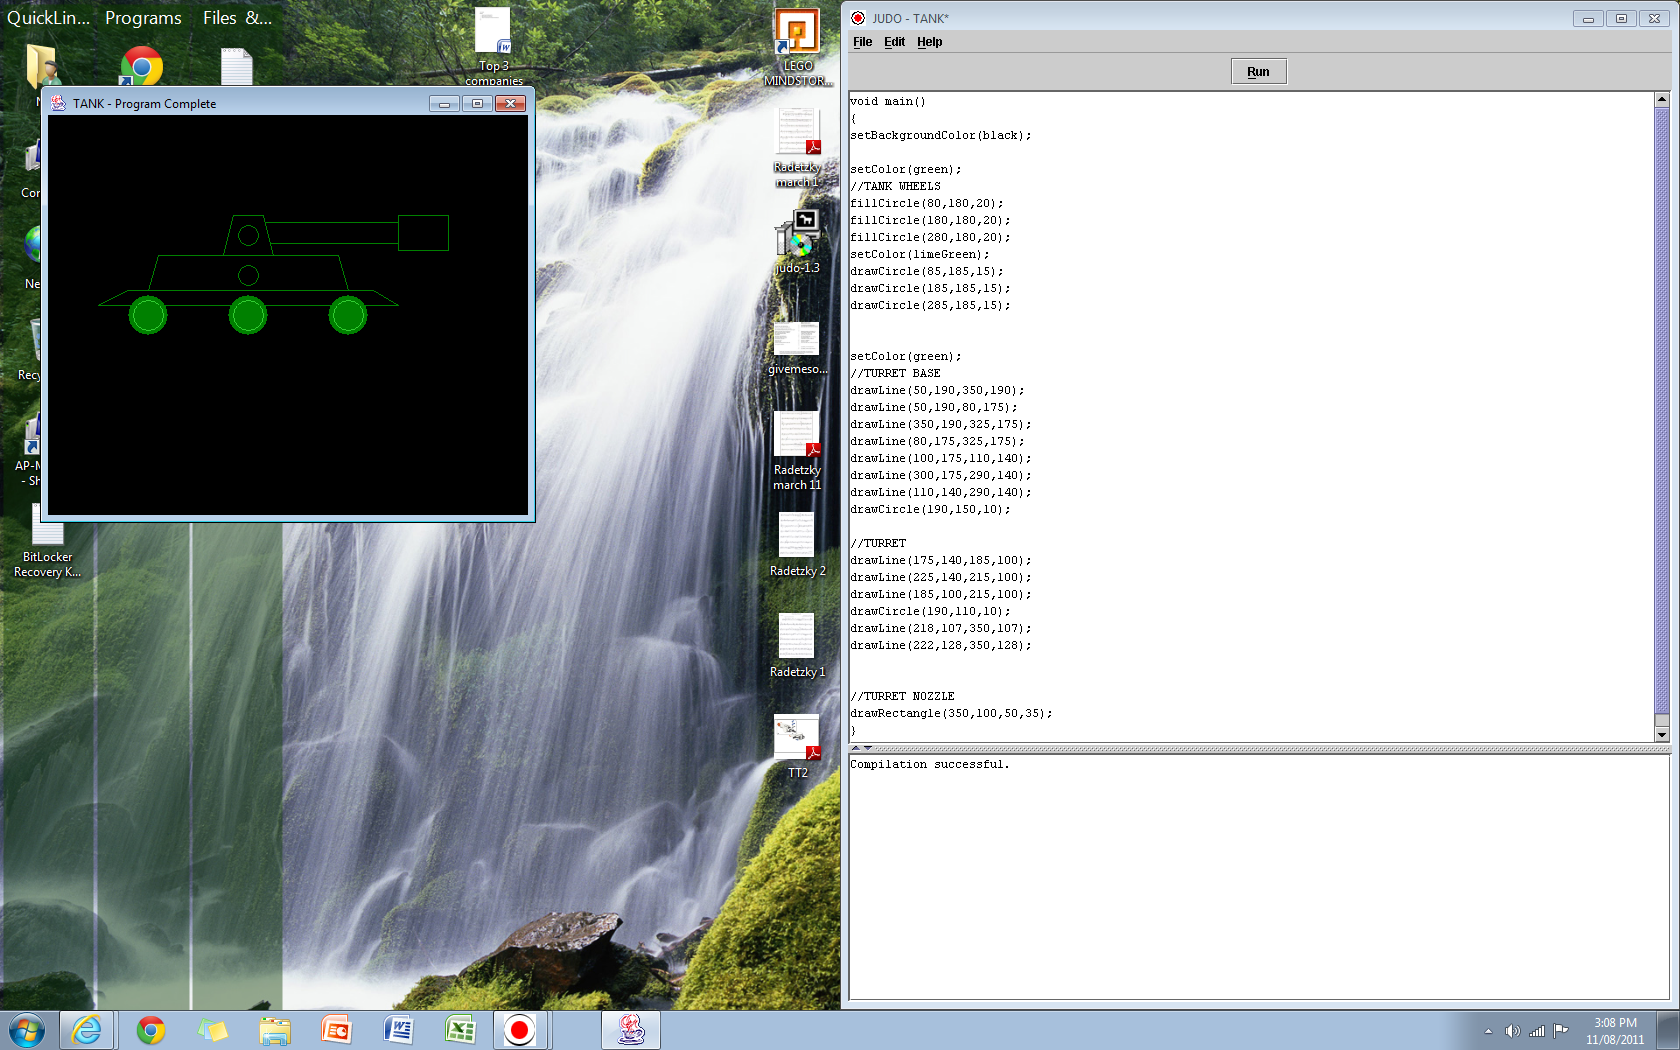 QuickLin... Programs Files &...
Top 3
companies
LEGO
MINDSTOR...
TANK - Program Complete
Radetzky
march 1
judo-1.3
givemeso...
Radetzky
march 11
Radetzky 2
Radetzky 1
TT2
Con
Ne
Recy
AP-M
- Sh
BitLocker
Recovery K...
JUDO - TANK*
File Edit Help
Run
void main()
{
setBackgroundColor(black);
setColor(green);
//TANK WHEELS
fillCircle(80,180,20);
fillCircle(180,180,20);
fillCircle(280,180,20);
setColor(limeGreen);
drawCircle(85,185,15);
drawCircle(185,185,15);
drawCircle(285,185,15);
setColor(green);
//TURRET BASE
drawLine(50,190,350,190);
drawLine(50,190,80,175);
drawLine(350,190,325,175);
drawLine(80,175,325,175);
drawLine(100,175,110,140);
drawLine(300,175,290,140);
drawLine(110,140,290,140);
drawCircle(190,150,10);
//TURRET
drawLine(175,140,185,100);
drawLine(225,140,215,100);
drawLine(185,100,215,100);
drawCircle(190,110,10);
drawLine(218,107,350,107);
drawLine(222,128,350,128);
//TURRET NOZZLE
drawRectangle(350,100,50,35);
}
Compilation successful.
3:08 PM
11/08/2011